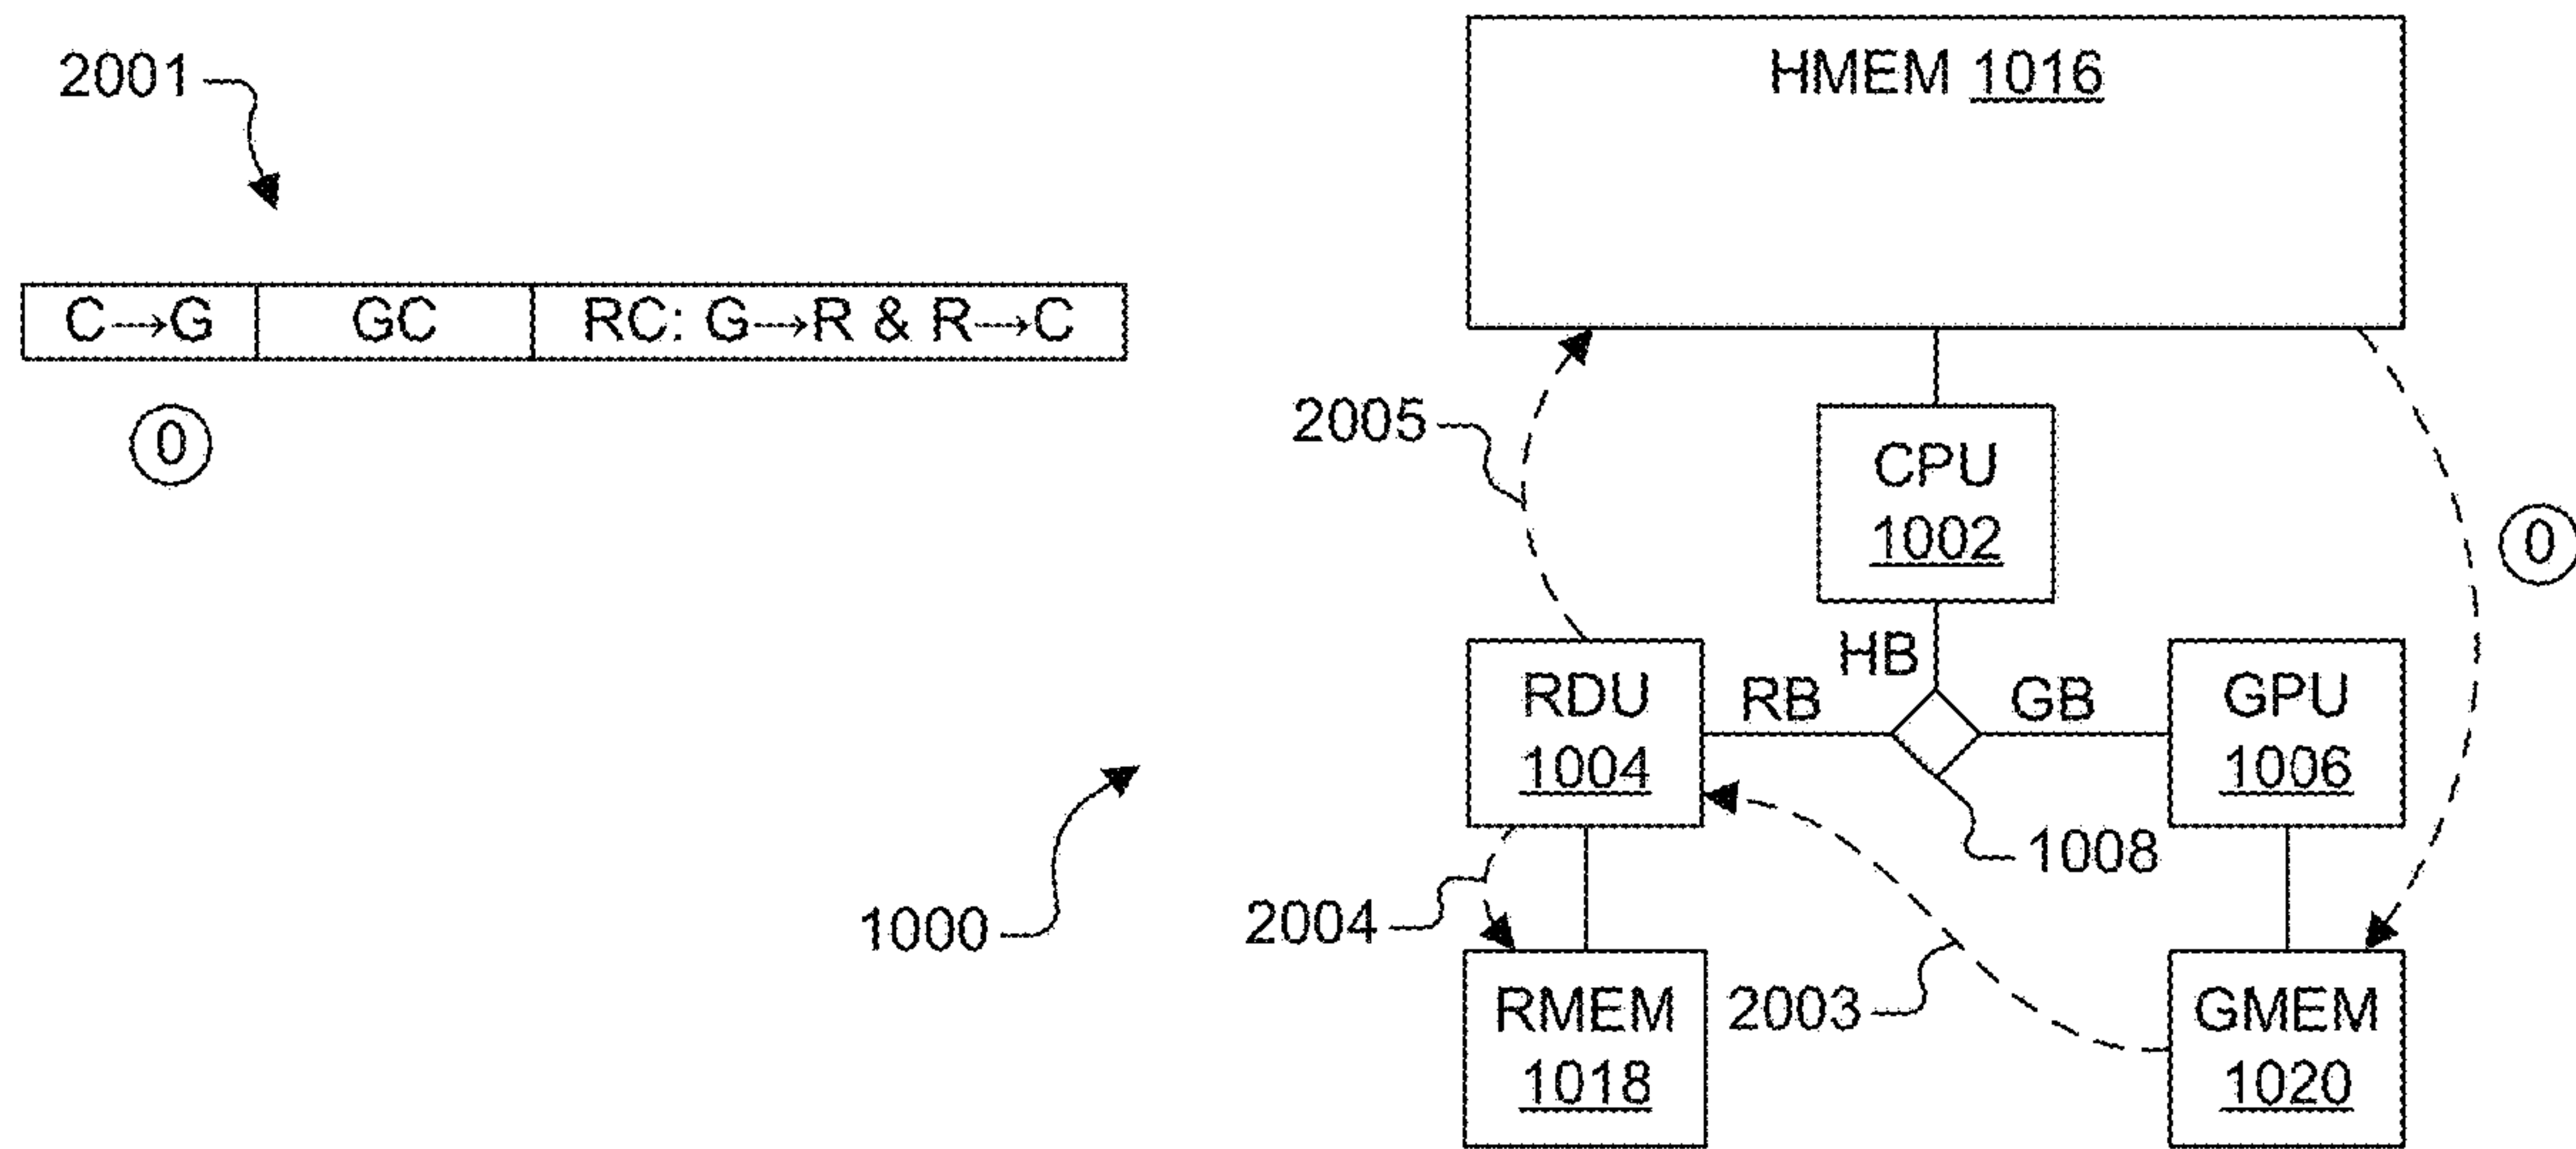 2001
C→G GC RC: G→R & R→C
0
1000
HMEM 1016
2005
CPU
1002
0
HB
RB
GB
RDU
1004
GPU
1006
1008
2004
2003
RMEM
1018
GMEM
1020